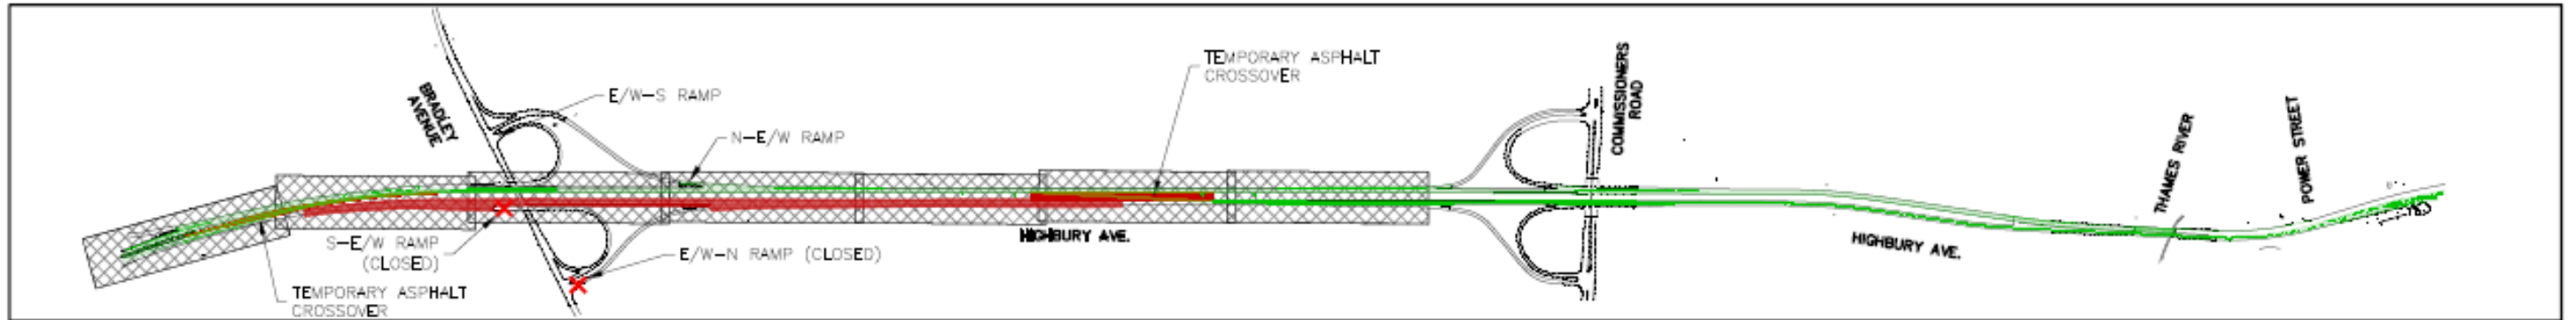 BRADLEY
AVENUE
E/W-S RAMP
N-E/W RAMP
TEMPORARY ASPHALT
CROSSOVER
COMMISSIONERS
ROAD
THAMES RIVER
POWER STREET
S-E/W RAMP
(CLOSED)
E/W-N RAMP (CLOSED)
HIGHBURY AVE.
HIGHBURY AVE.
TEMPORARY ASPHALT
CROSSOVER